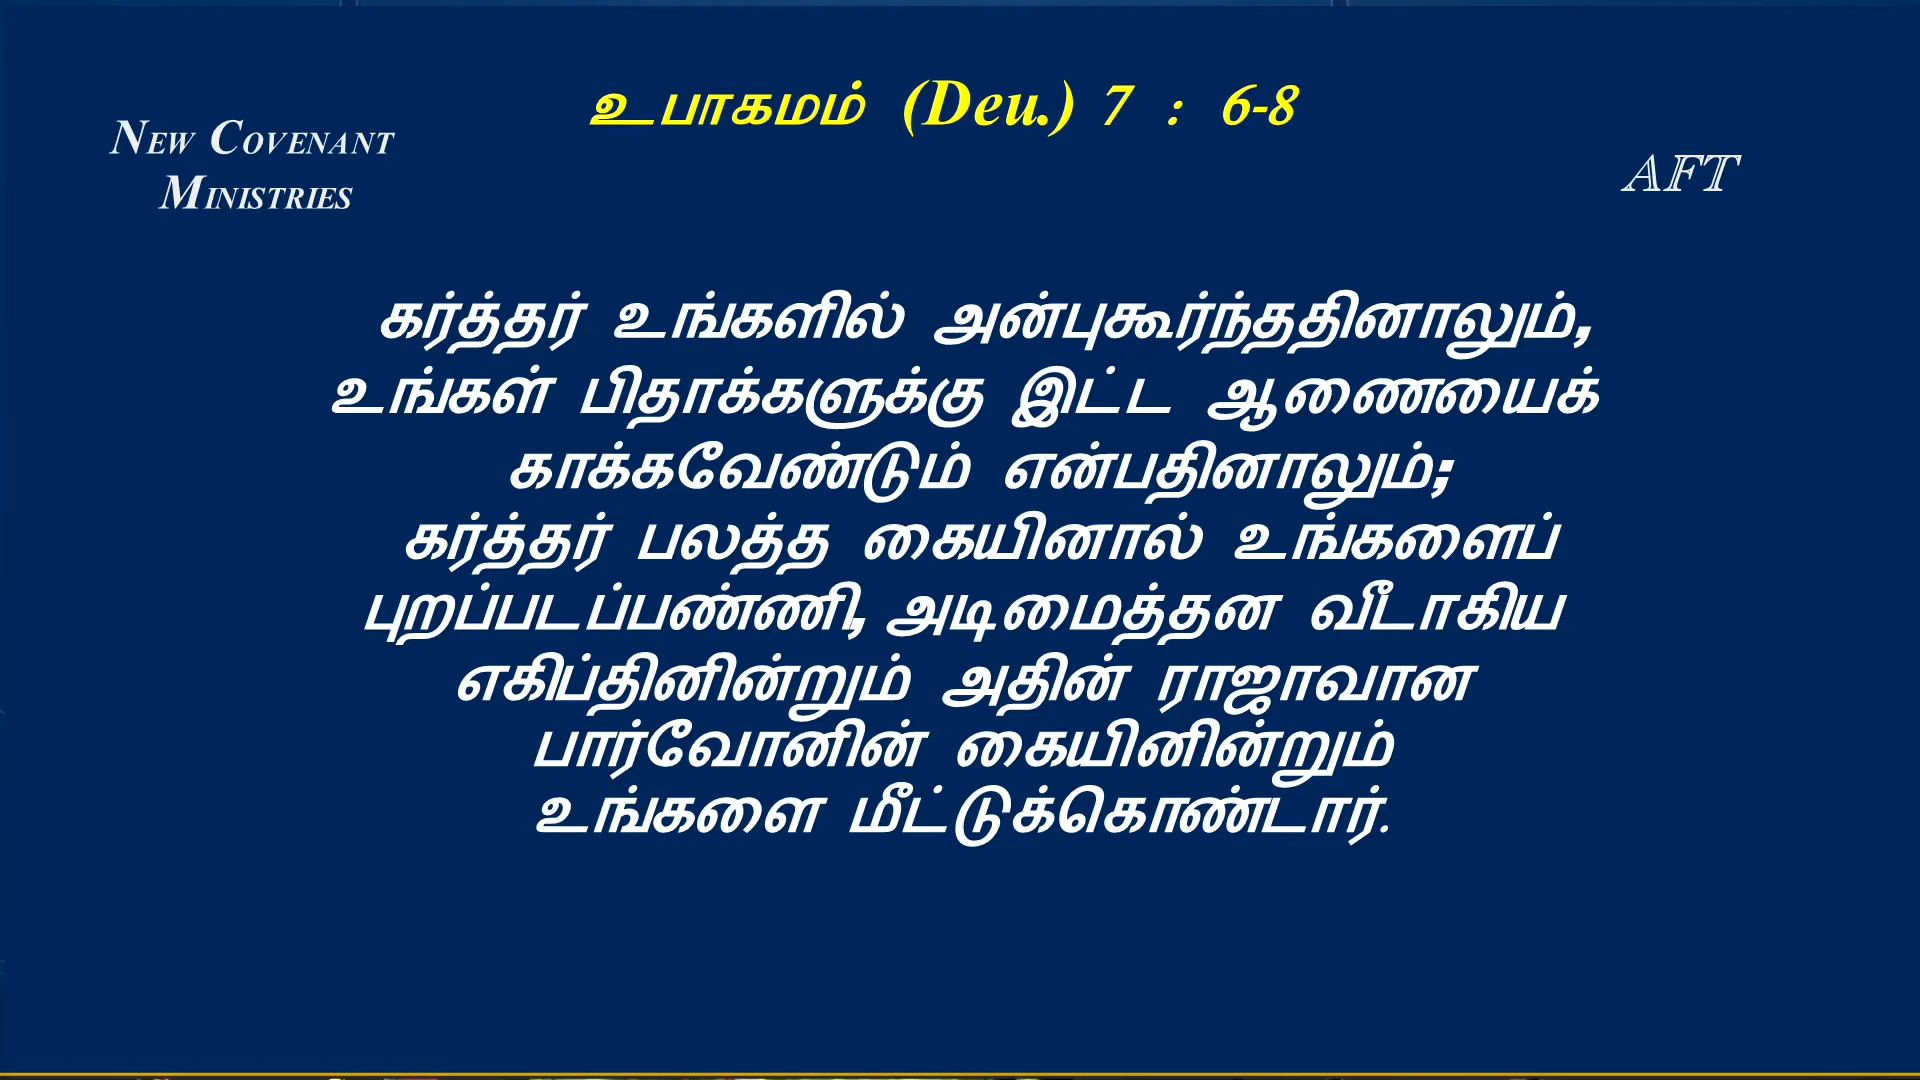 உபாகமம் (Deu.) 7 : 6-8
NEW COVENANT
MINISTRIES
AFT
கர்த்தர் உங்களில் அன்புகூர்ந்ததினாலும்,
உங்கள் பிதாக்களுக்கு இட்ட ஆணையைக்
காக்கவேண்டும் என்பதினாலும்;
கர்த்தர் பலத்த கையினால் உங்களைப்
புறப்படப்பண்ணி, அடிமைத்தன வீடாகிய
எகிப்தினின்றும் அதின் ராஜாவான
பார்வோனின் கையினின்றும்
உங்களை மீட்டுக்கொண்டார்.